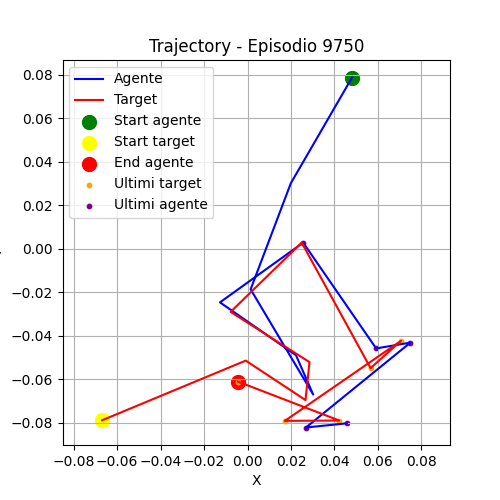 Trajectory - Episodio 9750
Agente
Target
Start agente
Start target
End agente
Ultimi target
Ultimi agente
0.08
0.06
0.04
0.02
0.00
−0.02
−0.04
−0.06
−0.08
−0.08 −0.06 −0.04 −0.02 0.00 0.02 0.04 0.06 0.08
X